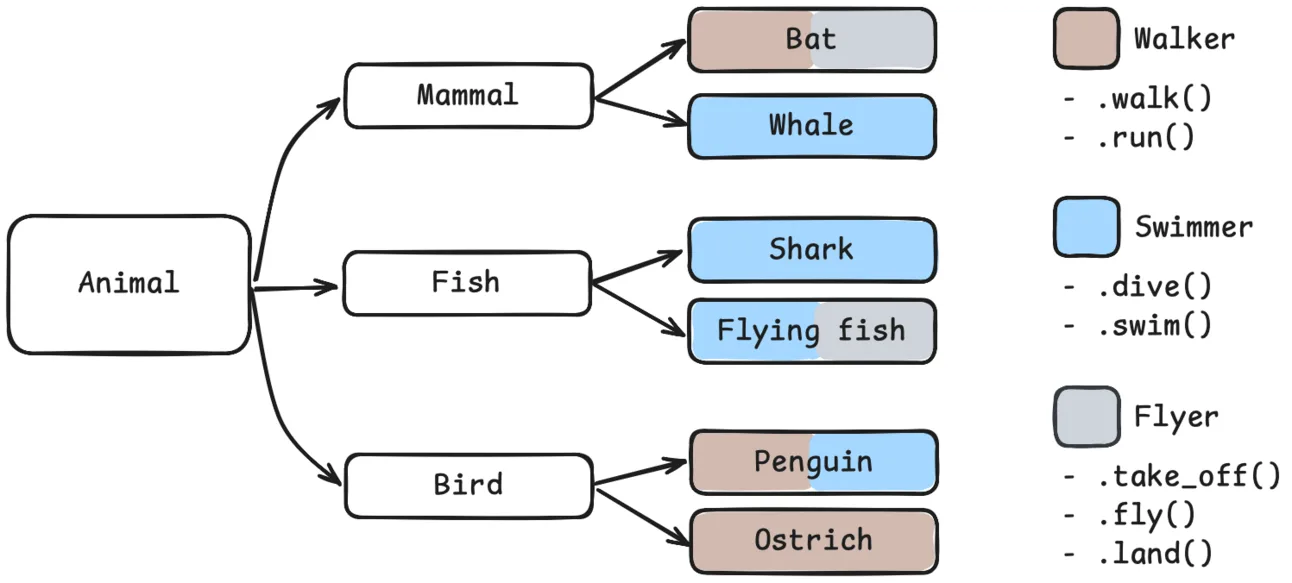 Animal
Mammal
Bat
Whale
Fish
Shark
Flying fish
Bird
Penguin
Ostrich
Walker
- .walk()
- .run()
Swimmer
- .dive()
- .swim()
Flyer
- .take_off()
- .fly()
- .land()